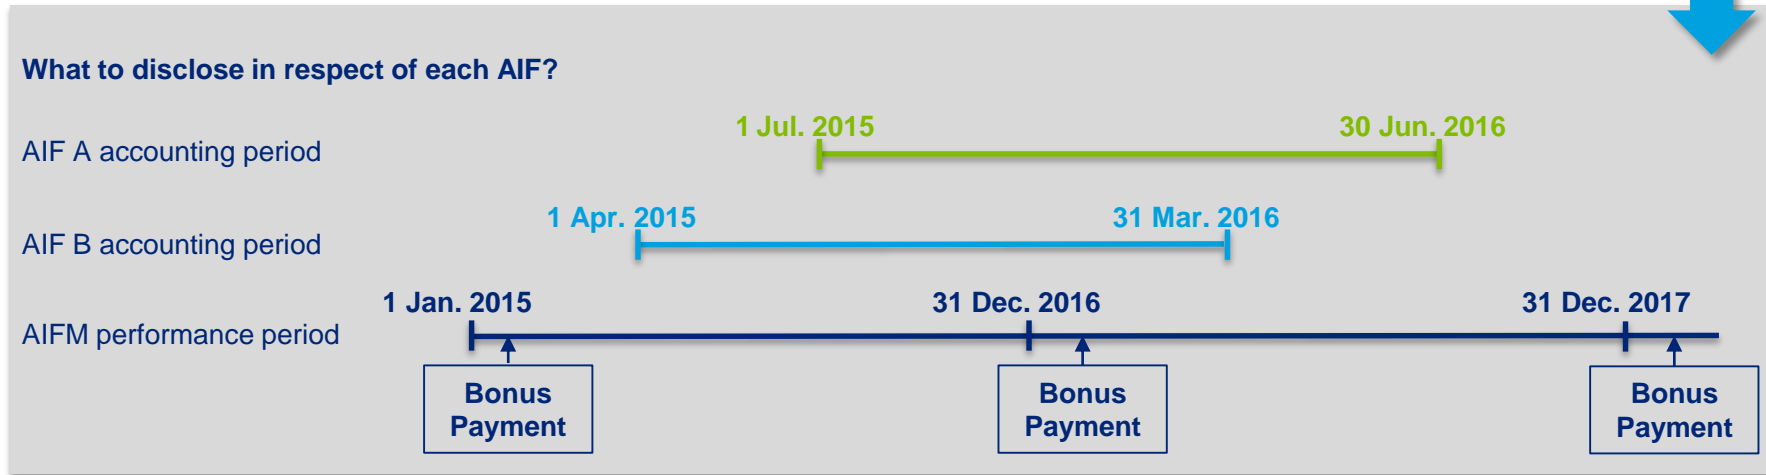 What to disclose in respect of each AIF?
1 Jul. 2015
30 Jun. 2016
AIF A accounting period
1 Apr. 2015
31 Mar. 2016
AIF B accounting period
1 Jan. 2015
31 Dec. 2016
31 Dec. 2017
AIFM performance period
Bonus
Payment
Bonus
Payment
Bonus
Payment